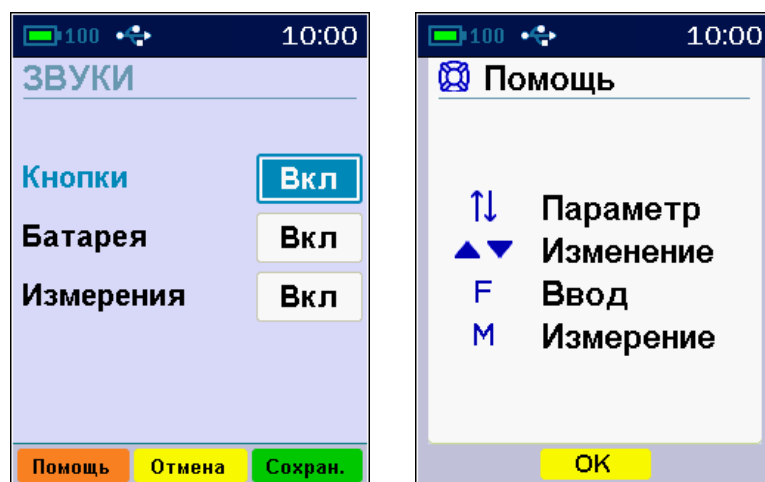 100 10:00
ЗВУКИ
Кнопки Вкл
Батарея Вкл
Измерения Вкл
Помощь Отмена Сохран.
100 10:00
Помощь
↑↓ Параметр
▲▼ Изменение
F Ввод
M Измерение
OK